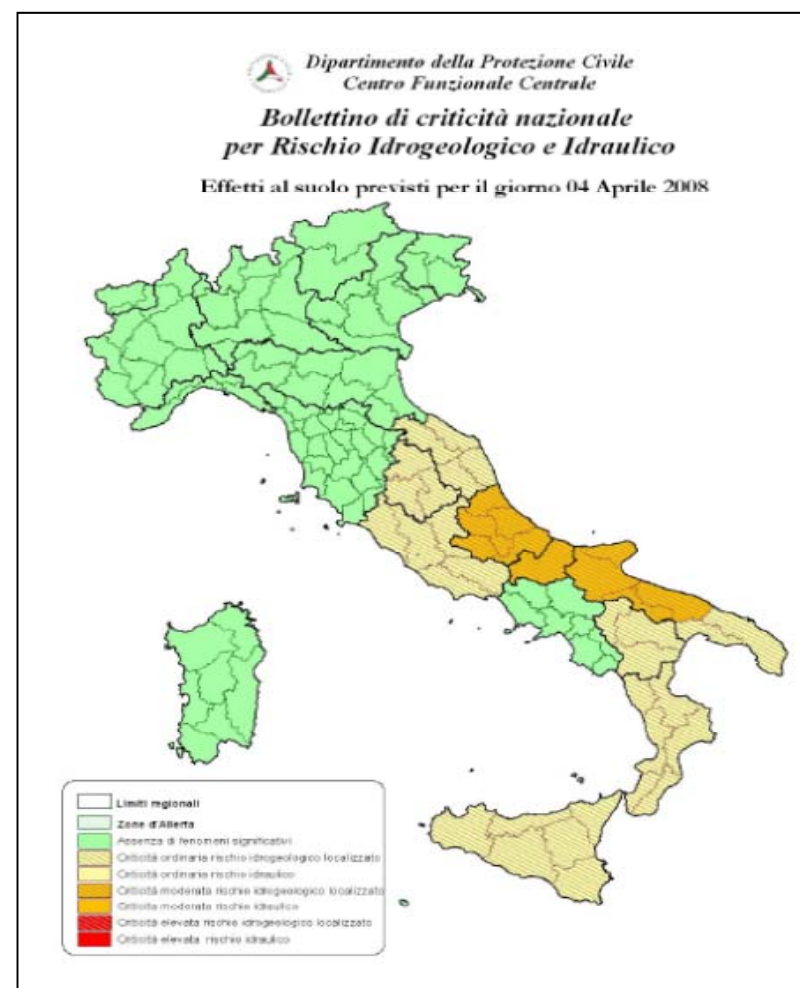 Dipartimento della Protezione Civile
Centro Funzionale Centrale
Bollettino di criticità nazionale
per Rischio Idrogeologico e Idraulico
Effetti al suolo previsti per il giorno 04 Aprile 2008
Limiti regionali
Zone d'Allerta
Assenza di fenomeni significativi
Criticità ordinaria rischio idrogeologico localizzato
Criticità ordinaria rischio idraulico
Criticità moderata rischio idrogeologico localizzato
Criticità moderata rischio idraulico
Criticità elevata rischio idrogeologico localizzato
Criticità elevata rischio idraulico